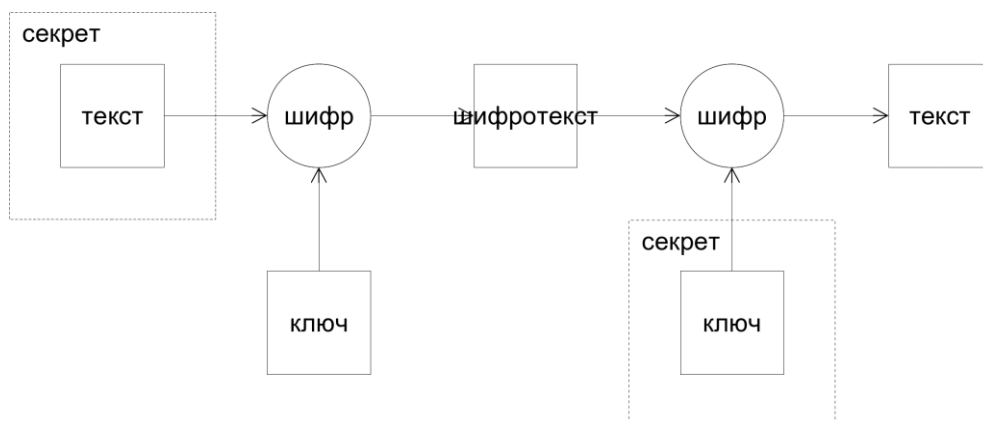 секрет
текст
шифр
шифротекст
шифр
текст
секрет
ключ
ключ